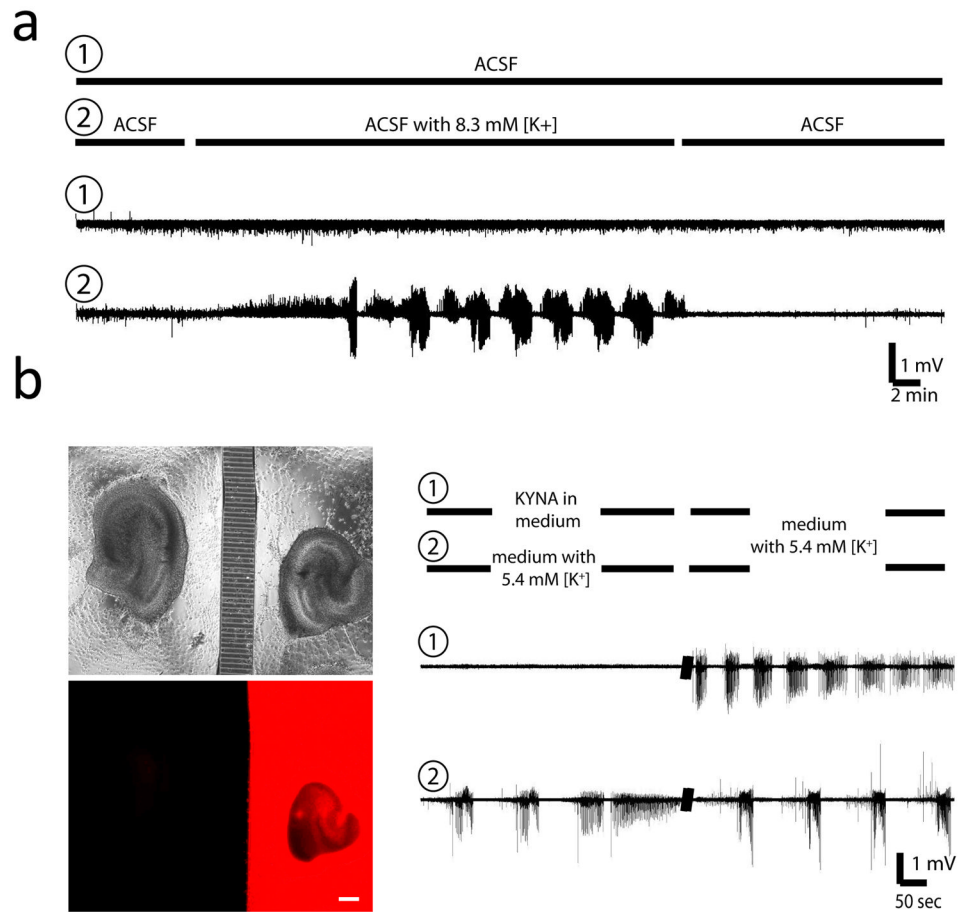 a
1
ACSF
2
ACSF
ACSF with 8.3 mM [K+]
ACSF
1
2
1 mV
2 min
b
1
KYNA in
medium
2
medium with
5.4 mM [K⁺]
medium
with 5.4 mM [K⁺]
1
2
1 mV
50 sec